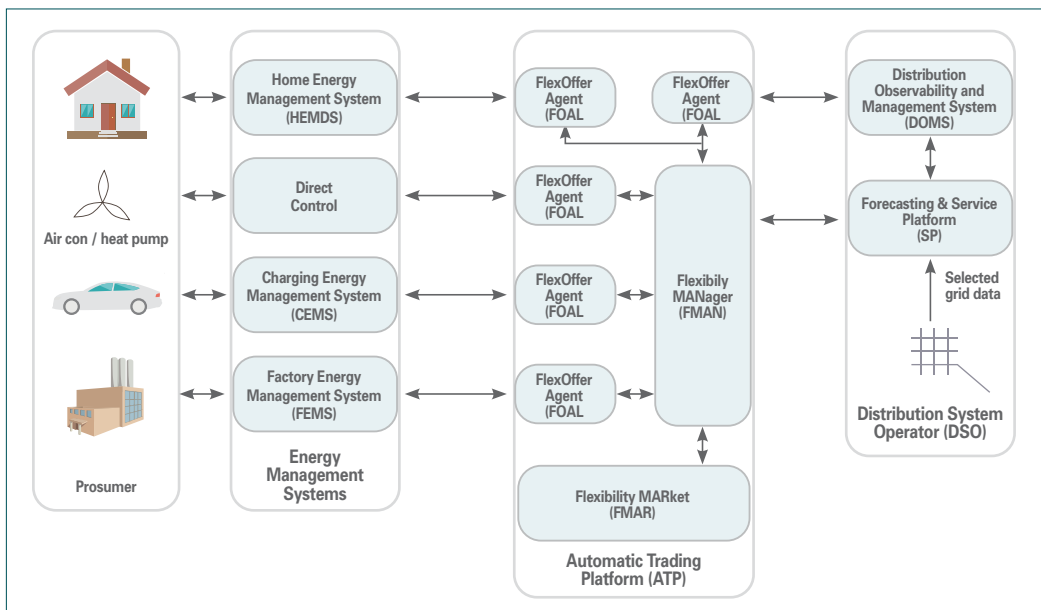 Home Energy
Management System
(HEMDS)
FlexOffer
Agent
(FOAL
FlexOffer
Agent
(FOAL
Distribution
Observability and
Management System
(DOMS)
Air con / heat pump
Direct
Control
FlexOffer
Agent
(FOAL
Forecasting & Service
Platform
(SP)
Charging Energy
Management System
(CEMS)
FlexOffer
Agent
(FOAL
Flexibily
MANager
(FMAN)
Selected
grid data
Factory Energy
Management System
(FEMS)
FlexOffer
Agent
(FOAL
Distribution System
Operator (DSO)
Prosumer
Energy
Management
Systems
Flexibility MARket
(FMAR)
Automatic Trading
Platform (ATP)